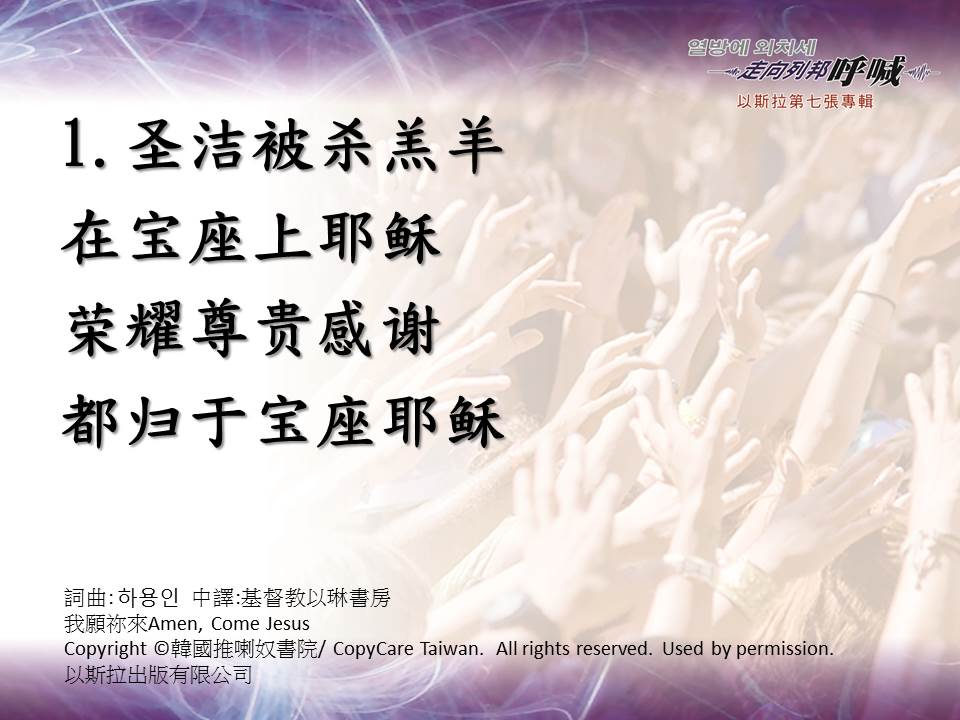 열방에 외치세
走向列邦呼喊
以斯拉第七張專輯
1.圣洁被杀羔羊
在宝座上耶稣
荣耀尊贵感谢
都归于宝座耶稣
詞曲:하용인 中譯:基督教以琳書房
我願祢來Amen, Come Jesus
Copyright ©韓國推喇奴書院/ CopyCare Taiwan. All rights reserved. Used by permission.
以斯拉出版有限公司